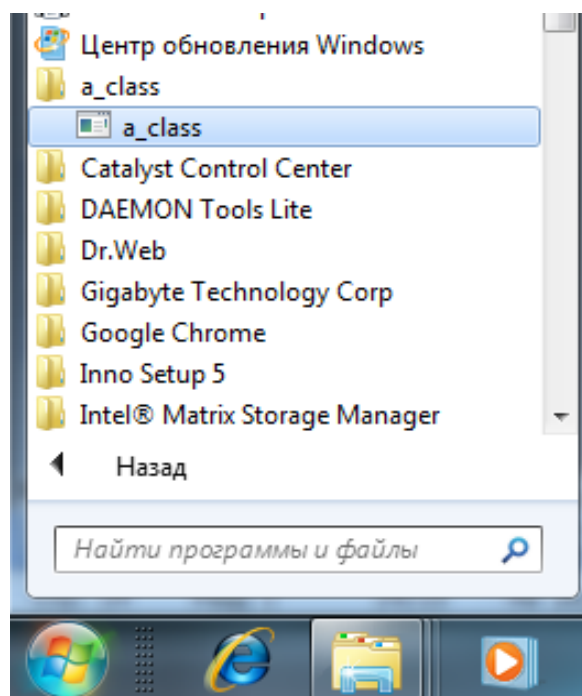 Центр обновления Windows
a_class
a_class
Catalyst Control Center
DAEMON Tools Lite
Dr.Web
Gigabyte Technology Corp
Google Chrome
Inno Setup 5
Intel® Matrix Storage Manager
Назад
Найти программы и файлы